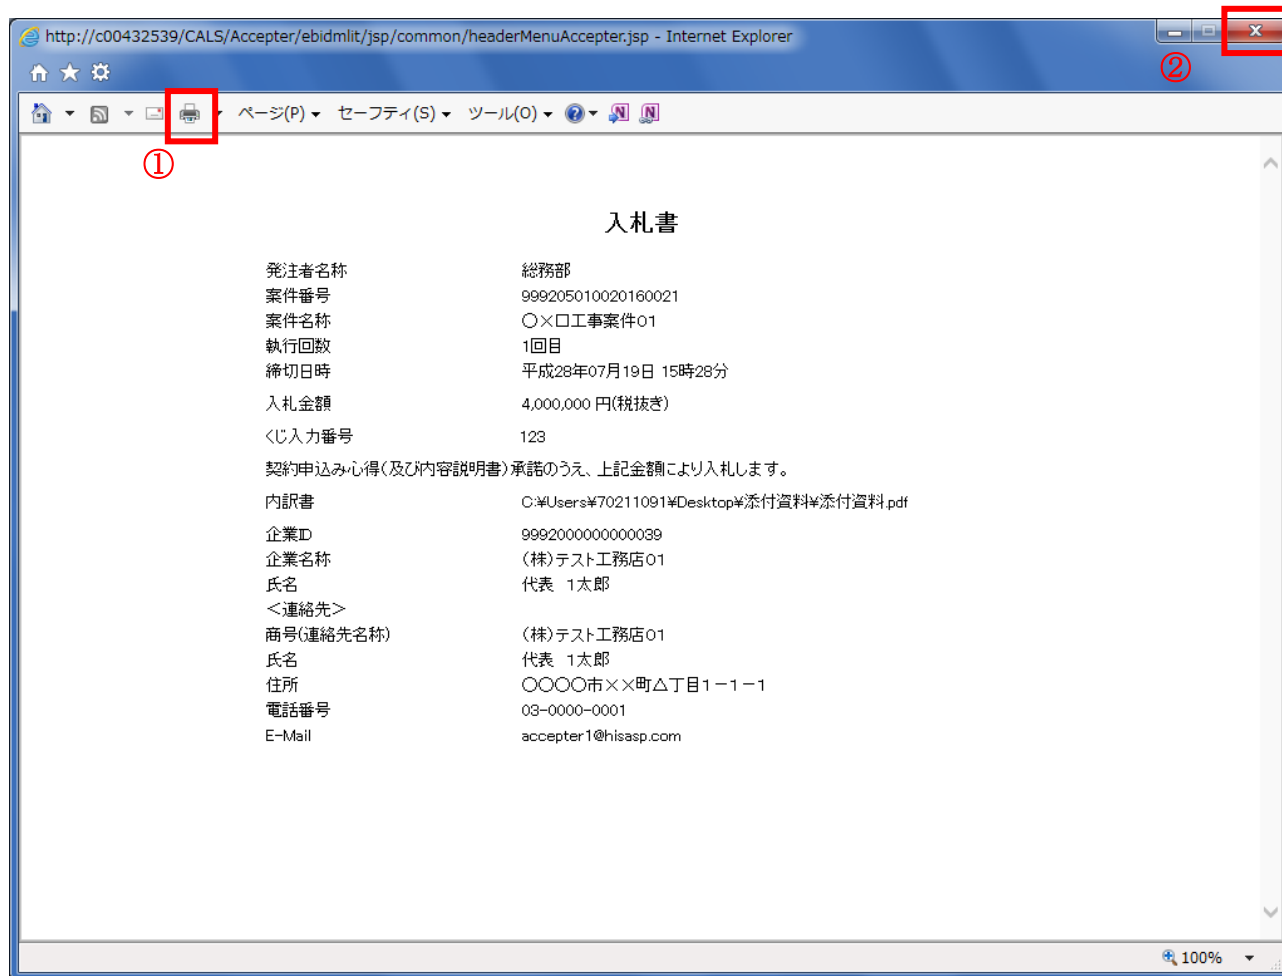 http://c00432539/CALS/Accepter/ebidmlit/jsp/common/headerMenuAccepter.jsp - Internet Explorer
②
ページ(P) セーフティ(S) ツール(O)
①
入札書
発注者名称 総務部
案件番号 999205010020160021
案件名称 〇×口工事案件01
執行回数 1回目
締切日時 平成28年07月19日 15時28分
入札金額 4,000,000 円(税抜き)
くじ入力番号 123
契約申込み心得(及び内容説明書)承諾のうえ、上記金額により入札します。
内訳書 C:¥Users¥70211091¥Desktop¥添付資料¥添付資料.pdf
企業ID 9992000000000039
企業名称 (株)テスト工務店01
氏名 代表 1太郎
＜連絡先＞
商号(連絡先名称) (株)テスト工務店01
氏名 代表 1太郎
住所 〇〇〇〇市××町△丁目1－1－1
電話番号 03-0000-0001
E-Mail accepter1@hisasp.com
100%